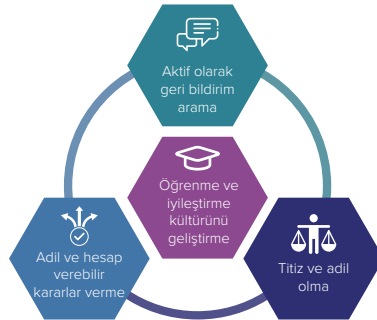 Aktif olarak
geri bildirim
arama
Öğrenme ve
iyileştirme
kültürünü
geliştirme
Adil ve hesap
verebilir
kararlar verme
Titiz ve adil
olma